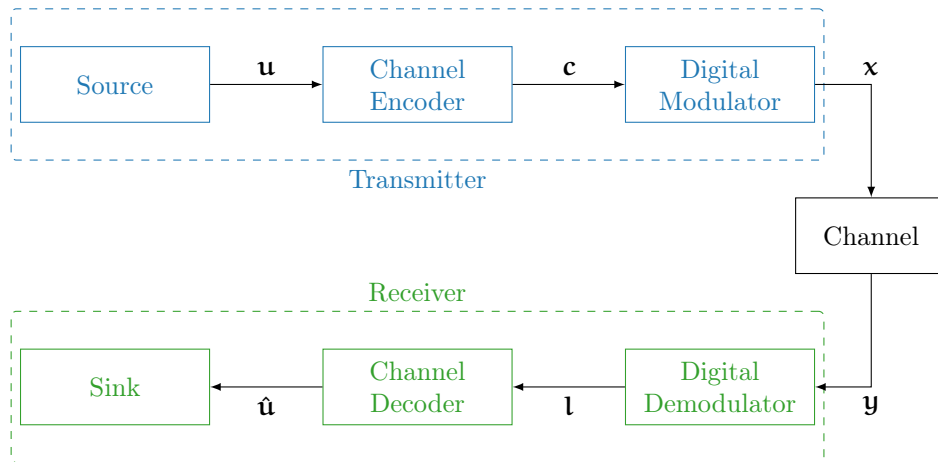 u
c
x
Source
Channel
Encoder
Digital
Modulator
Transmitter
Channel
Receiver
Sink
Channel
Decoder
Digital
Demodulator
û
l
y